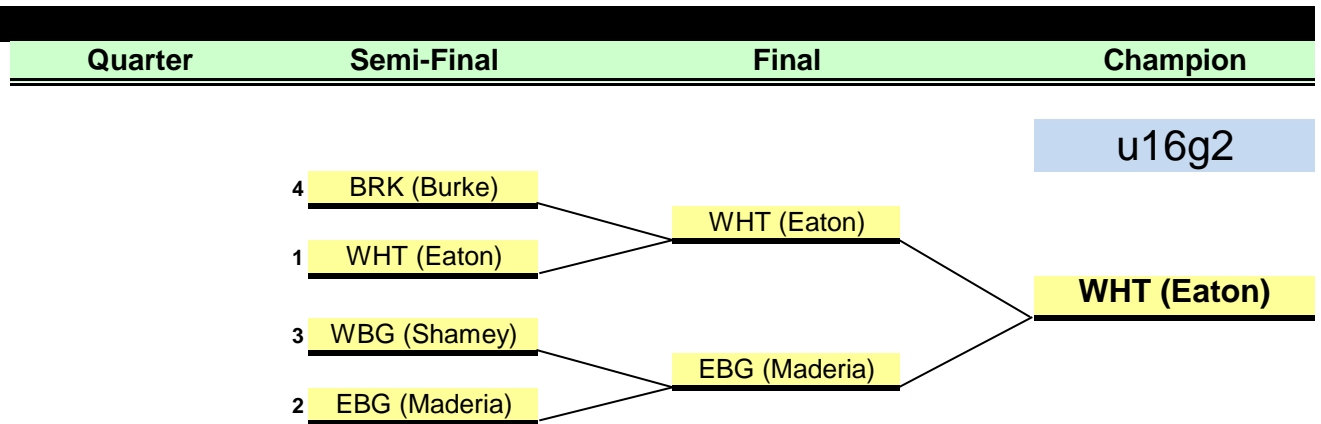 Quarter Semi-Final Final Champion
u16g2
4 BRK (Burke)
WHT (Eaton)
1 WHT (Eaton)
WHT (Eaton)
3 WBG (Shamey)
EBG (Maderia)
2 EBG (Maderia)